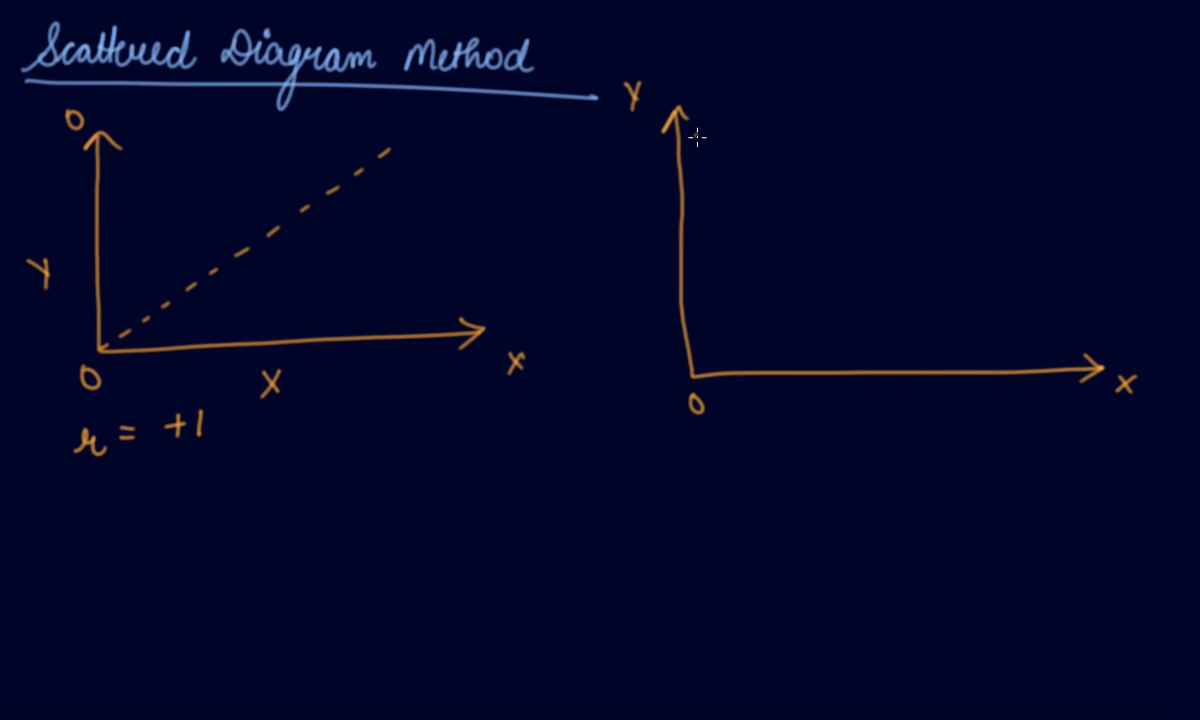 Scattered Diagram Method
O
Y
O
X
X
r = +1
Y
O
X